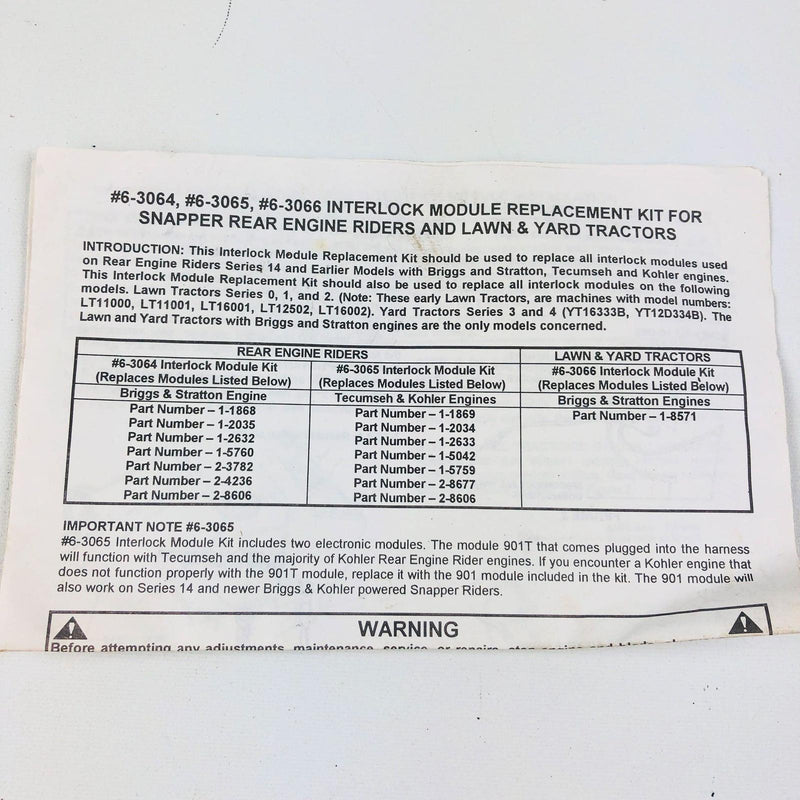 #6-3064, #6-3065, #6-3066 INTERLOCK MODULE REPLACEMENT KIT FOR
SNAPPER REAR ENGINE RIDERS AND LAWN & YARD TRACTORS
INTRODUCTION: This Interlock Module Replacement Kit should be used to replace all interlock modules used
on Rear Engine Riders Series 14 and Earlier Models with Briggs and Stratton, Tecumseh and Kohler engines.
This Interlock Module Replacement Kit should also be used to replace all interlock modules on the following
models. Lawn Tractors Series 0, 1, and 2. (Note: These early Lawn Tractors, are machines with model numbers:
LT11000, LT11001, LT16001, LT12502, LT16002). Yard Tractors Series 3 and 4 (YT16333B, YT12D334B). The
Lawn and Yard Tractors with Briggs and Stratton engines are the only models concerned.
REAR ENGINE RIDERS LAWN & YARD TRACTORS
#6-3064 Interlock Module Kit #6-3065 Interlock Module Kit #6-3066 Interlock Module Kit
(Replaces Modules Listed Below) (Replaces Modules Listed Below) (Replaces Modules Listed Below)
Briggs & Stratton Engine Tecumseh & Kohler Engines Briggs & Stratton Engines
Part Number – 1-1868 Part Number – 1-1869 Part Number – 1-8571
Part Number – 1-2035 Part Number – 1-2034
Part Number – 1-2632 Part Number – 1-2633
Part Number – 1-5760 Part Number – 1-5042
Part Number – 2-3782 Part Number – 1-5759
Part Number – 2-4236 Part Number – 2-8677
Part Number – 2-8606 Part Number – 2-8606
IMPORTANT NOTE #6-3065
#6-3065 Interlock Module Kit includes two electronic modules. The module 901T that comes plugged into the harness
will function with Tecumseh and the majority of Kohler Rear Engine Rider engines. If you encounter a Kohler engine that
does not function properly with the 901T module, replace it with the 901 module included in the kit. The 901 module will
also work on Series 14 and newer Briggs & Kohler powered Snapper Riders.
WARNING
Before attempting any adjustments, maintenance, service, or repairs, stop engine and